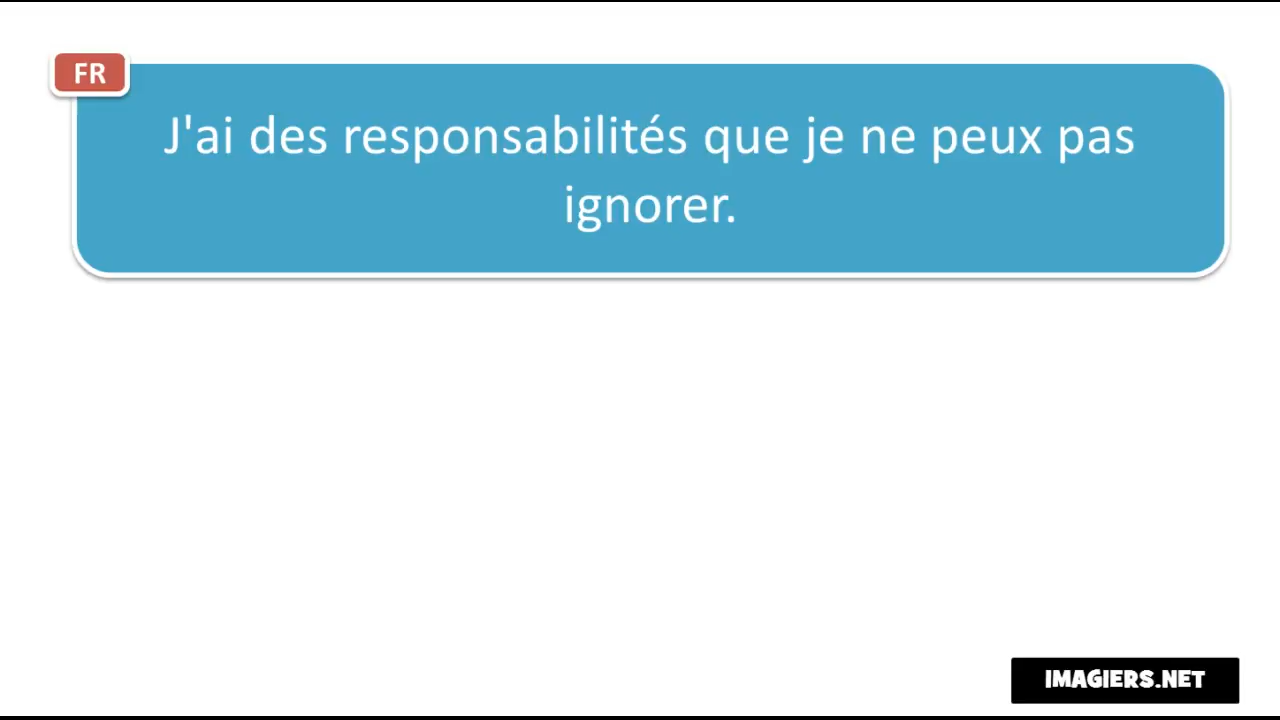 FR
J'ai des responsabilités que je ne peux pas
ignorer.
IMAGIERS.NET